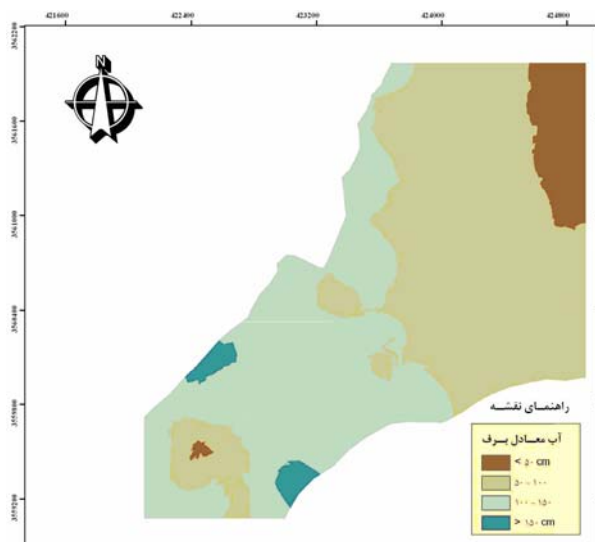 421600 422400 423200 424000 424800
3562200
3561600
3561000
3560400
3559800
3559200
N
راهنمای نقشه
آب معادل برف
< ۵۰ cm
۵۰ - ۱۰۰
۱۰۰ - ۱۵۰
> ۱۵۰ cm